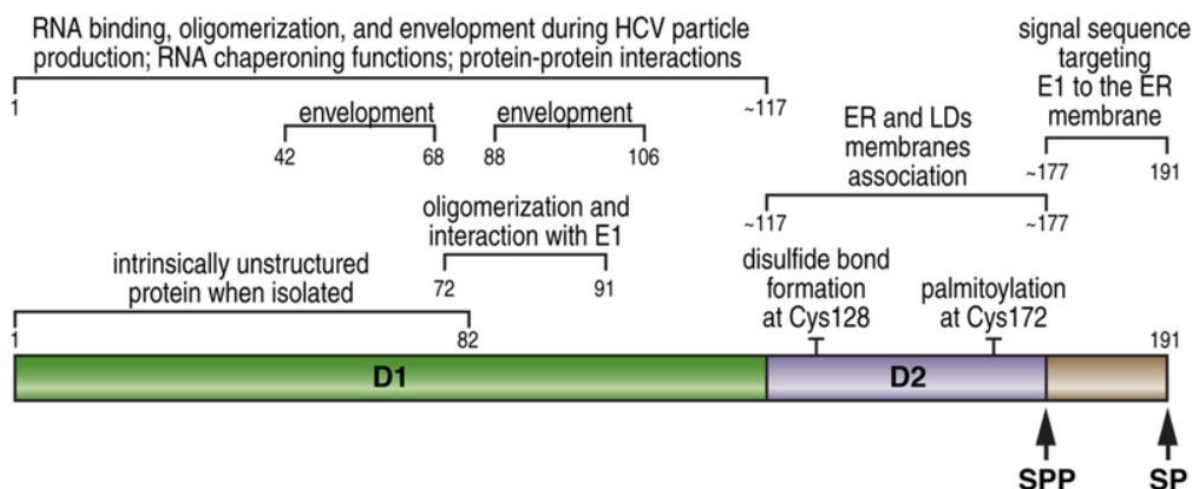 RNA binding, oligomerization, and envelopment during HCV particle
production; RNA chaperoning functions; protein-protein interactions
1
~117
signal sequence
targeting
E1 to the ER
membrane
~177
191
envelopment
42
68
envelopment
88
106
ER and LDs
membranes
association
~117
~177
oligomerization and
interaction with E1
72
91
intrinsically unstructured
protein when isolated
1
82
disulfide bond
formation
at Cys128
palmitoylation
at Cys172
191
D1
D2
SPP
SP